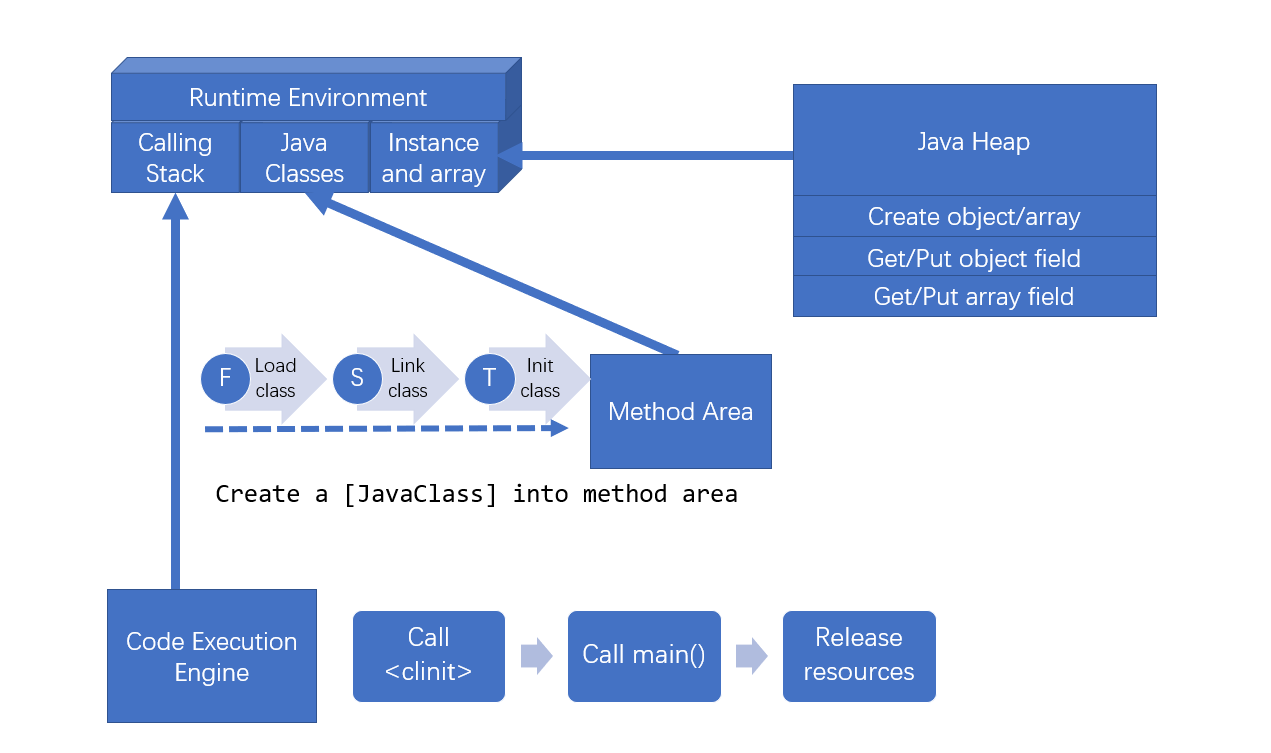 Runtime Environment
Calling
Stack
Java
Classes
Instance
and array
Java Heap
Create object/array
Get/Put object field
Get/Put array field
F
Load
class
S
Link
class
T
Init
class
Method Area
Create a [JavaClass] into method area
Code Execution
Engine
Call
<clinit>
Call main()
Release
resources